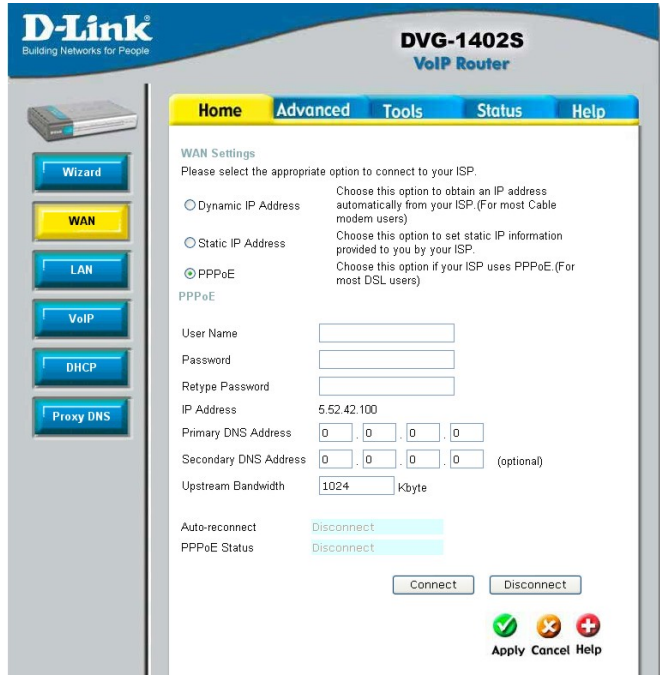 D-Link®
Building Networks for People
DVG-1402S
VoIP Router
Home Advanced Tools Status Help
Wizard
WAN
LAN
VoIP
DHCP
Proxy DNS
WAN Settings
Please select the appropriate option to connect to your ISP.
Dynamic IP Address
Choose this option to obtain an IP address
automatically from your ISP.(For most Cable
modem users)
Static IP Address
Choose this option to set static IP information
provided to you by your ISP.
PPPoE
Choose this option if your ISP uses PPPoE.(For
most DSL users)
PPPoE
User Name
Password
Retype Password
IP Address 5.52.42.100
Primary DNS Address 0 . 0 . 0 . 0
Secondary DNS Address 0 . 0 . 0 . 0 (optional)
Upstream Bandwidth 1024 Kbyte
Auto-reconnect Disconnect
PPPoE Status Disconnect
Connect Disconnect
Apply Cancel Help